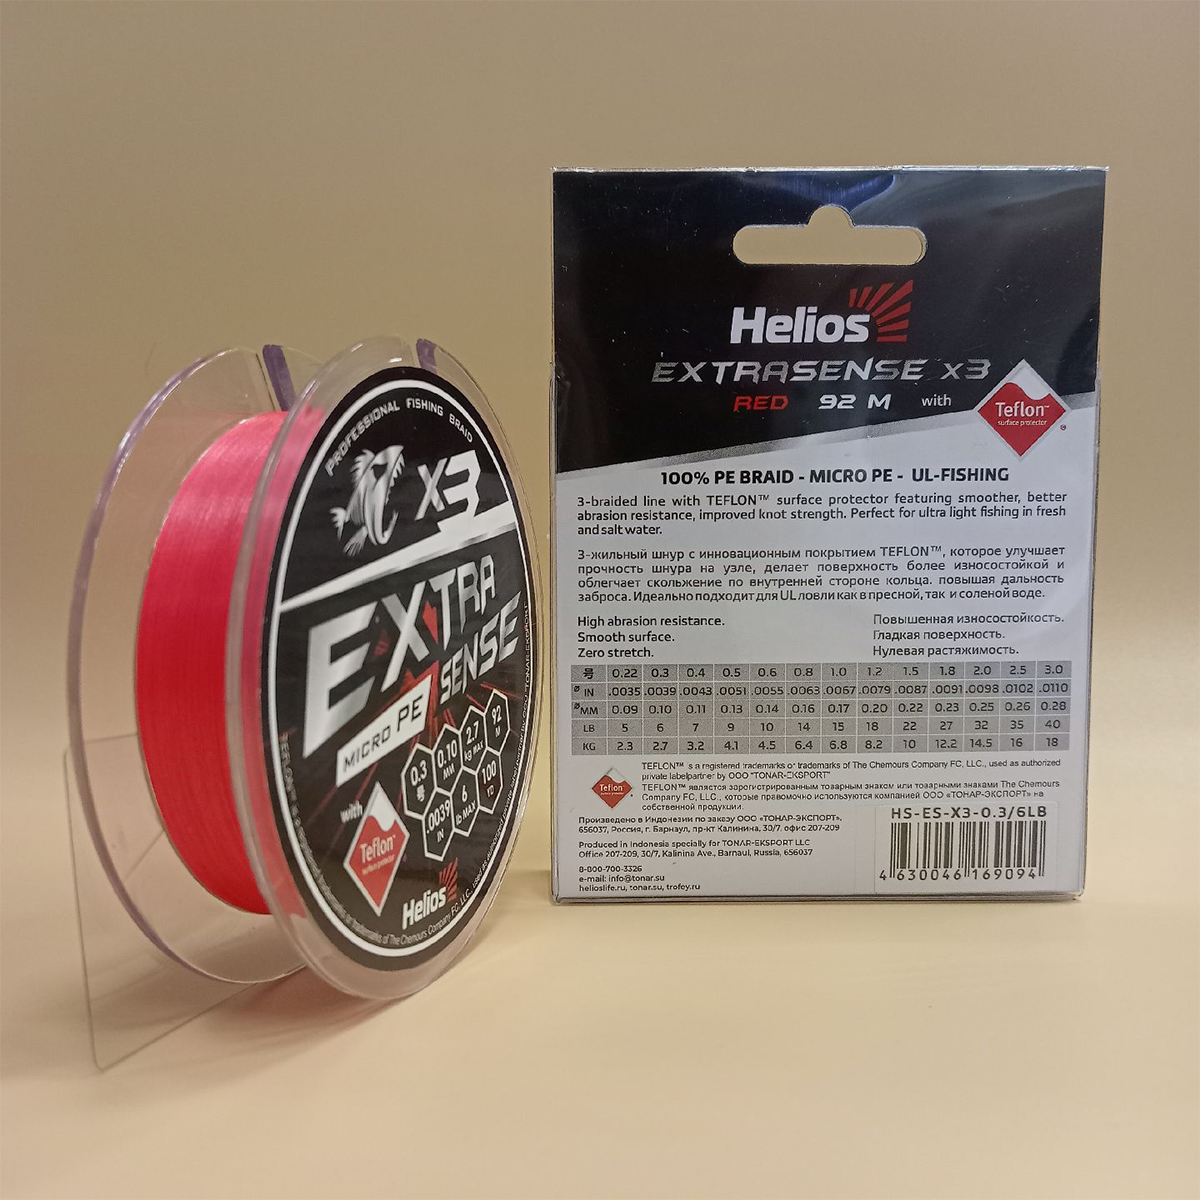 PROFESSIONAL FISHING BRAID
X3
EXTRA
SENSE
MICRO PE
0.3
号
0.10
MM
2.7
kg MAX
92
M
.0039
IN
6
lb MAX
100
YD
with
Teflon™
surface protector
Helios
Helios
EXTRASENSE x3
RED 92 M with
Teflon™
surface protector
®
100% PE BRAID - MICRO PE - UL-FISHING
3-braided line with TEFLON™ surface protector featuring smoother, better
abrasion resistance, improved knot strength. Perfect for ultra light fishing in fresh
and salt water.
3-жильный шнур с инновационным покрытием TEFLON™, которое улучшает
прочность шнура на узле, делает поверхность более износостойкой и
облегчает скольжение по внутренней стороне кольца. повышая дальность
заброса. Идеально подходит для UL ловли как в пресной, так и соленой воде.
High abrasion resistance. Повышенная износостойкость.
Smooth surface. Гладкая поверхность.
Zero stretch. Нулевая растяжимость.
号 0.22 0.3 0.4 0.5 0.6 0.8 1.0 1.2 1.5 1.8 2.0 2.5 3.0
ø IN .0035 .0039 .0043 .0051 .0055 .0063 .0067 .0079 .0087 .0091 .0098 .0102 .0110
ø MM 0.09 0.10 0.11 0.13 0.14 0.16 0.17 0.20 0.22 0.23 0.25 0.26 0.28
LB 5 6 7 9 10 14 15 18 22 27 32 35 40
KG 2.3 2.7 3.2 4.1 4.5 6.4 6.8 8.2 10 12.2 14.5 16 18
TEFLON™ is a registered trademarks or trademarks of The Chemours Company FC, LLC., used as authorized
private labelpartner by ООО "TONAR-EKSPORT"
TEFLON™ является зарегистрированным товарным знаком или товарными знаками The Chemours
Company FC, LLC., которые правомочно используются компанией ООО «ТОНАР-ЭКСПОРТ» на
собственной продукции.
Произведено в Индонезии по заказу ООО «ТОНАР-ЭКСПОРТ»,
656037, Россия, г. Барнаул, пр-кт Калинина, 30/7. офис 207-209
Produced in Indonesia specially for TONAR-EKSPORT LLC
Office 207-209, 30/7, Kalinina Ave., Barnaul, Russia, 656037
8-800-700-3326
e-mail: info@tonar.su
helioslife.ru, tonar.su, trofey.ru
HS-ES-X3-0.3/6LB
4 630046 169094